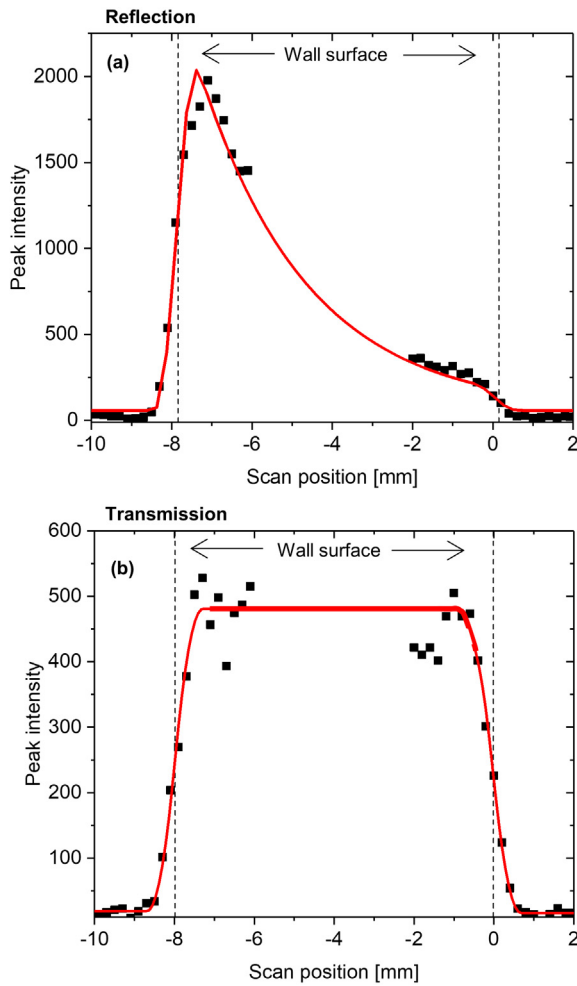 Reflection
(a)
Wall surface
2000
1500
1000
500
0
Peak intensity
-10 -8 -6 -4 -2 0 2
Scan position [mm]
Transmission
600
Wall surface
(b)
500
400
300
200
100
Peak intensity
-10 -8 -6 -4 -2 0 2
Scan position [mm]